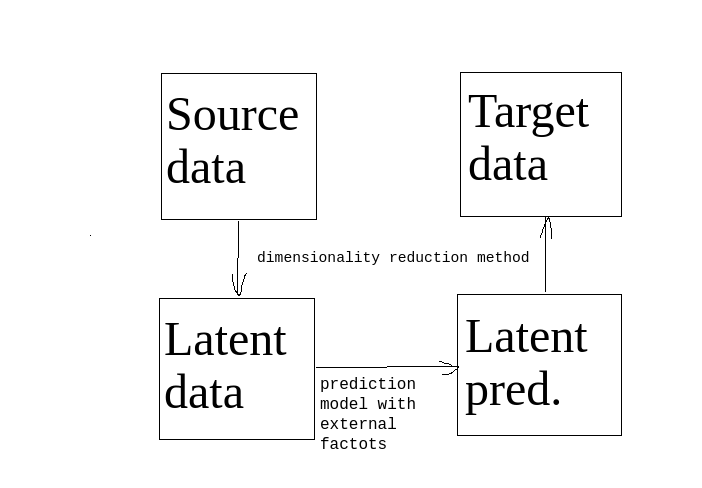 Source
data
Target
data
dimensionality reduction method
Latent
data
prediction
model with
external
factots
Latent
pred.